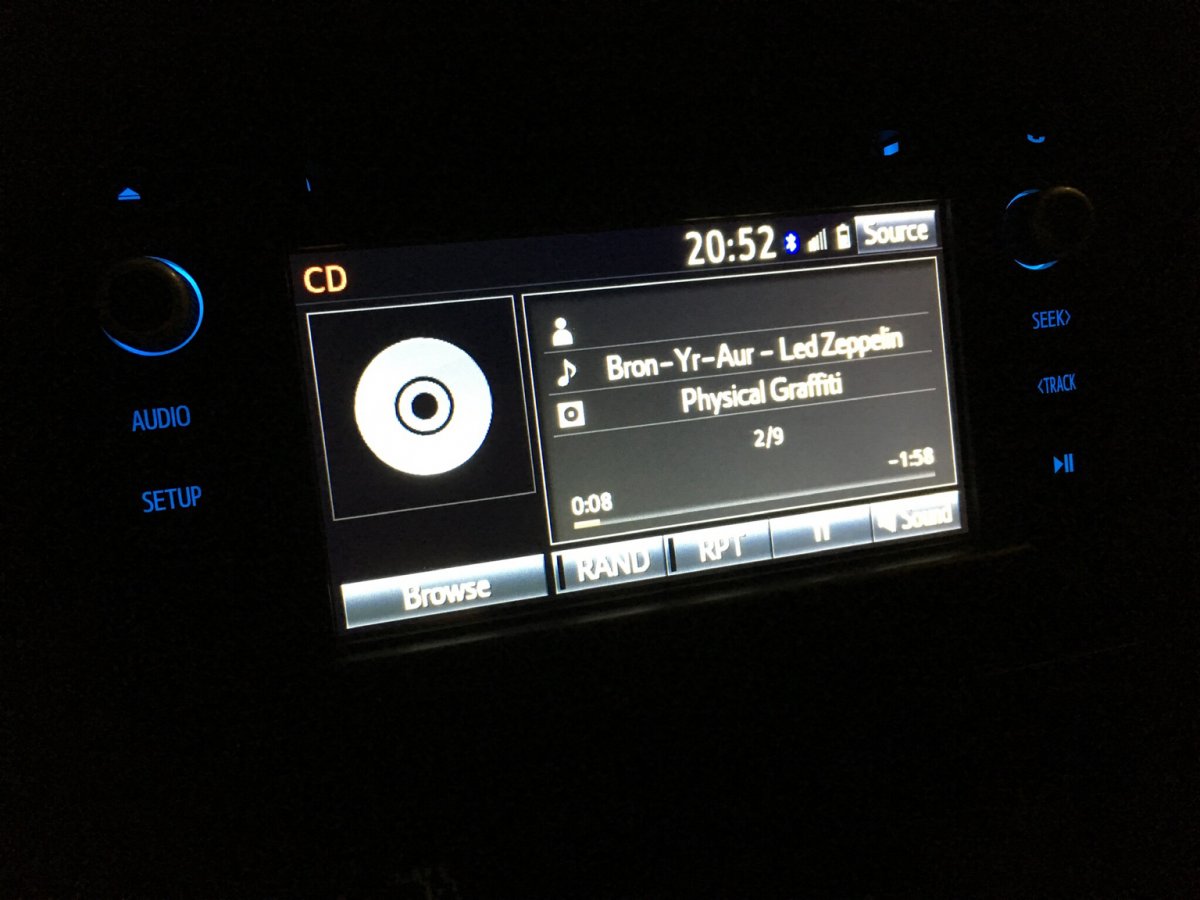 20:52
Source
CD
Bron-Yr-Aur - Led Zeppelin
Physical Graffiti
2/9
0:08
-1:58
Browse
RAND
RPT
Sound
AUDIO
SETUP
SEEK>
<TRACK